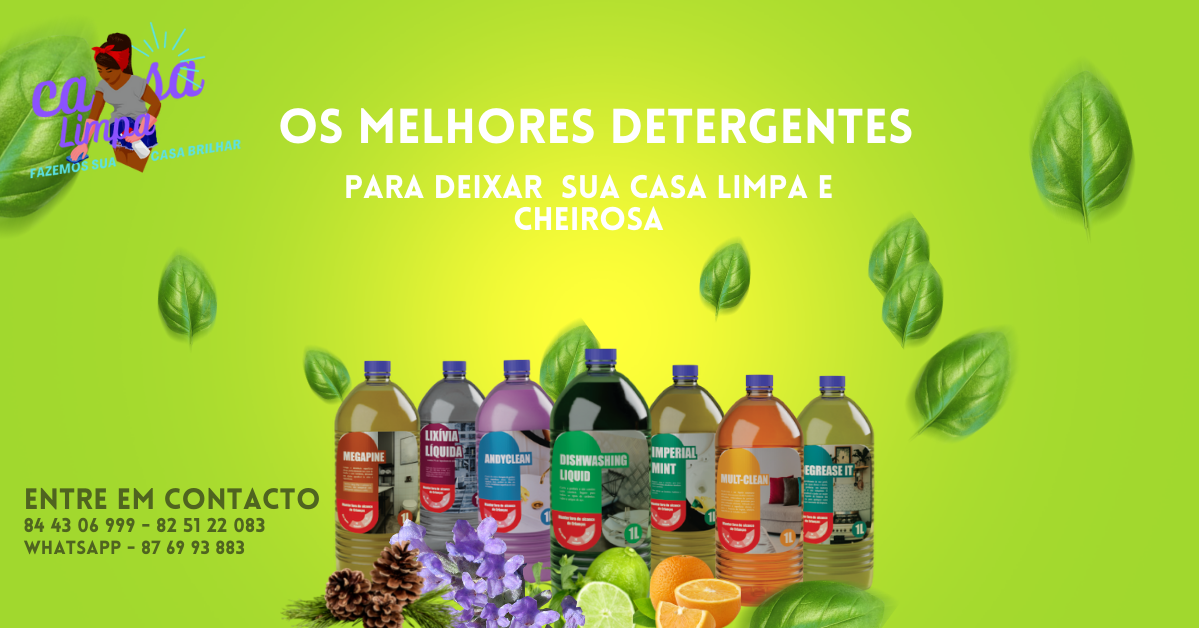 casa
Limpa
FAZEMOS SUA CASA BRILHAR
OS MELHORES DETERGENTES
PARA DEIXAR SUA CASA LIMPA E
CHEIROSA
MEGAPINE
LIXÍVIA
LÍQUIDA
ANDYCLEAN
DISHWASHING
LIQUID
IMPERIAL
MINT
MULT-CLEAN
DEGREASE IT
1L
1L
1L
1L
1L
ENTRE EM CONTACTO
84 43 06 999 - 82 51 22 083
WHATSAPP - 87 69 93 883